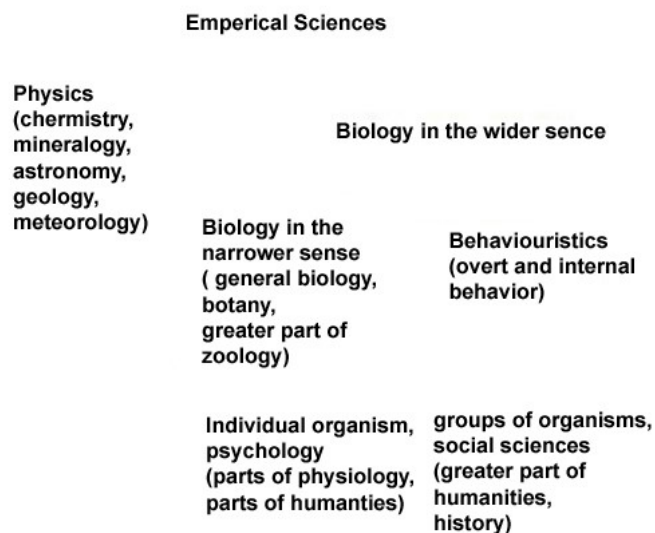 Emperical Sciences
Physics
(chermistry,
mineralogy,
astronomy,
geology,
meteorology)
Biology in the wider sence
Biology in the
narrower sense
( general biology,
botany,
greater part of
zoology)
Behaviouristics
(overt and internal
behavior)
Individual organism,
psychology
(parts of physiology,
parts of humanties)
groups of organisms,
social sciences
(greater part of
humanities,
history)